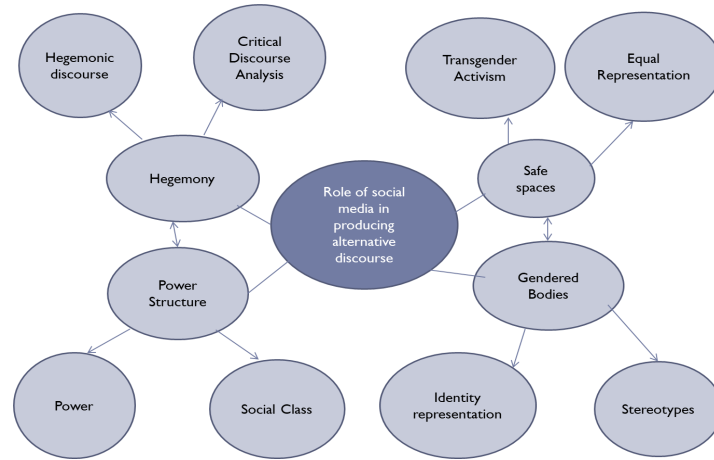 Hegemonic
discourse
Critical
Discourse
Analysis
Transgender
Activism
Equal
Representation
Hegemony
Safe
spaces
Role of social
media in
producing
alternative
discourse
Power
Structure
Gendered
Bodies
Power
Social Class
Identity
representation
Stereotypes